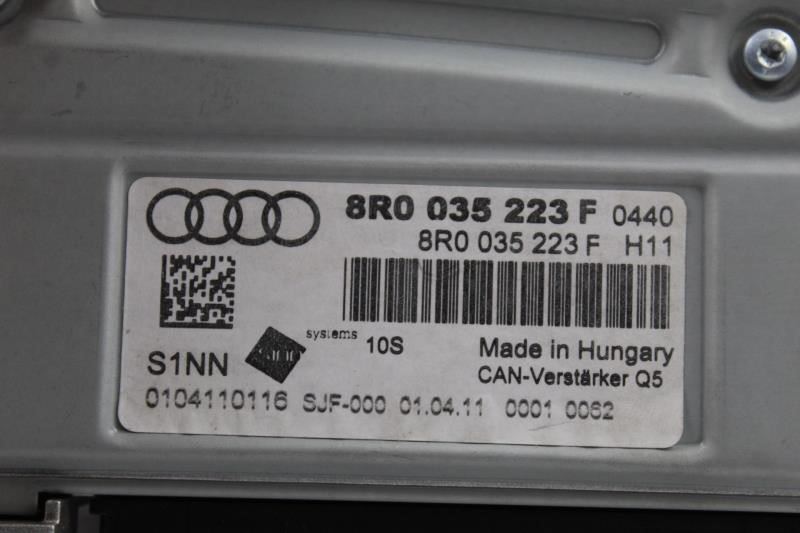 8R0 035 223 F 0440
8R0 035 223 F H11
S1NN
systems 10S
Made in Hungary
CAN-Verstärker Q5
0104110116 SJF-000 01.04.11 0001 0062